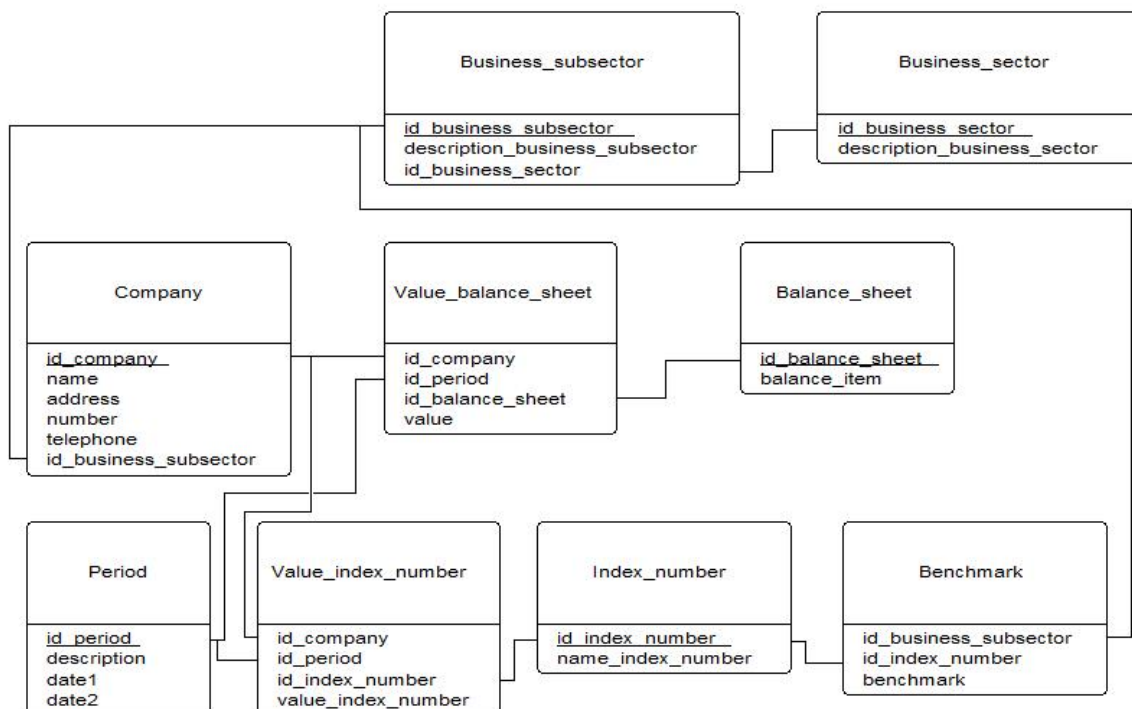 Business_subsector
id_business_subsector
description_business_subsector
id_business_sector
Business_sector
id_business_sector
description_business_sector
Company
id_company
name
address
number
telephone
id_business_subsector
Value_balance_sheet
id_company
id_period
id_balance_sheet
value
Balance_sheet
id_balance_sheet
balance_item
Period
id_period
description
date1
date2
Value_index_number
id_company
id_period
id_index_number
value_index_number
Index_number
id_index_number
name_index_number
Benchmark
id_business_subsector
id_index_number
benchmark